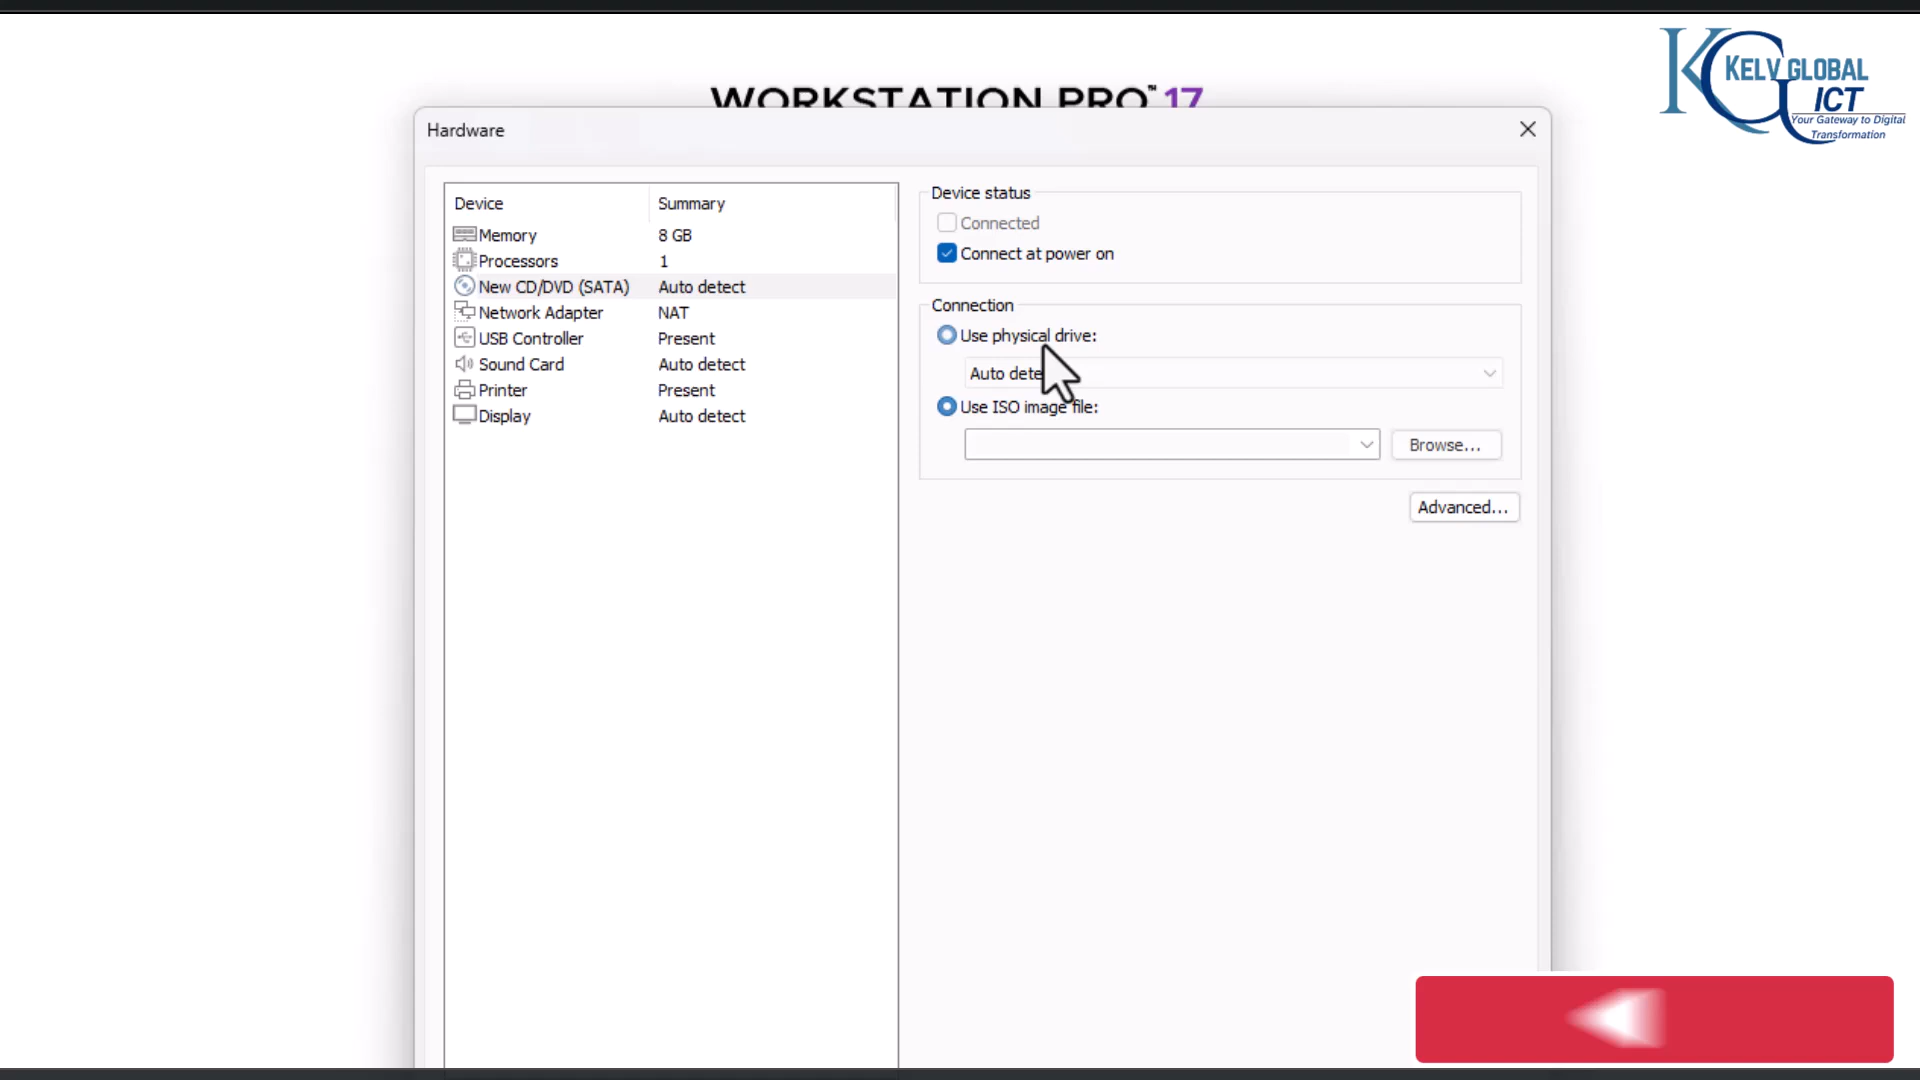 KELV GLOBAL
ICT
Your Gateway to Digital
Transformation
WORKSTATION PRO™ 17
Hardware
Device Summary
Memory 8 GB
Processors 1
New CD/DVD (SATA) Auto detect
Network Adapter NAT
USB Controller Present
Sound Card Auto detect
Printer Present
Display Auto detect
Device status
Connected
Connect at power on
Connection
Use physical drive:
Auto dete
Use ISO image file:
Browse...
Advanced...